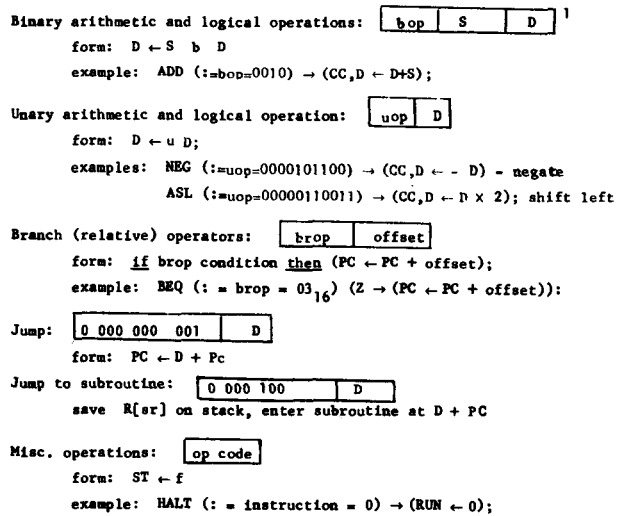 Binary arithmetic and logical operations: bop S D 1
form: D ← S b D
example: ADD (:=bop=0010) → (CC,D ← D+S);
Unary arithmetic and logical operation: uop D
form: D ← u D;
examples: NEG (:=uop=0000101100) → (CC,D ← - D) - negate
ASL (:=uop=00000110011) → (CC,D ← D x 2); shift left
Branch (relative) operators: brop offset
form: if brop condition then (PC ← PC + offset);
example: BEQ (: = brop = 03₁₆) (Z → (PC ← PC + offset)):
Jump: 0 000 000 001 D
form: PC ← D + Pc
Jump to subroutine: 0 000 100 D
save R[sr] on stack, enter subroutine at D + PC
Misc. operations: op code
form: ST ← f
example: HALT (: = instruction = 0) → (RUN ← 0);